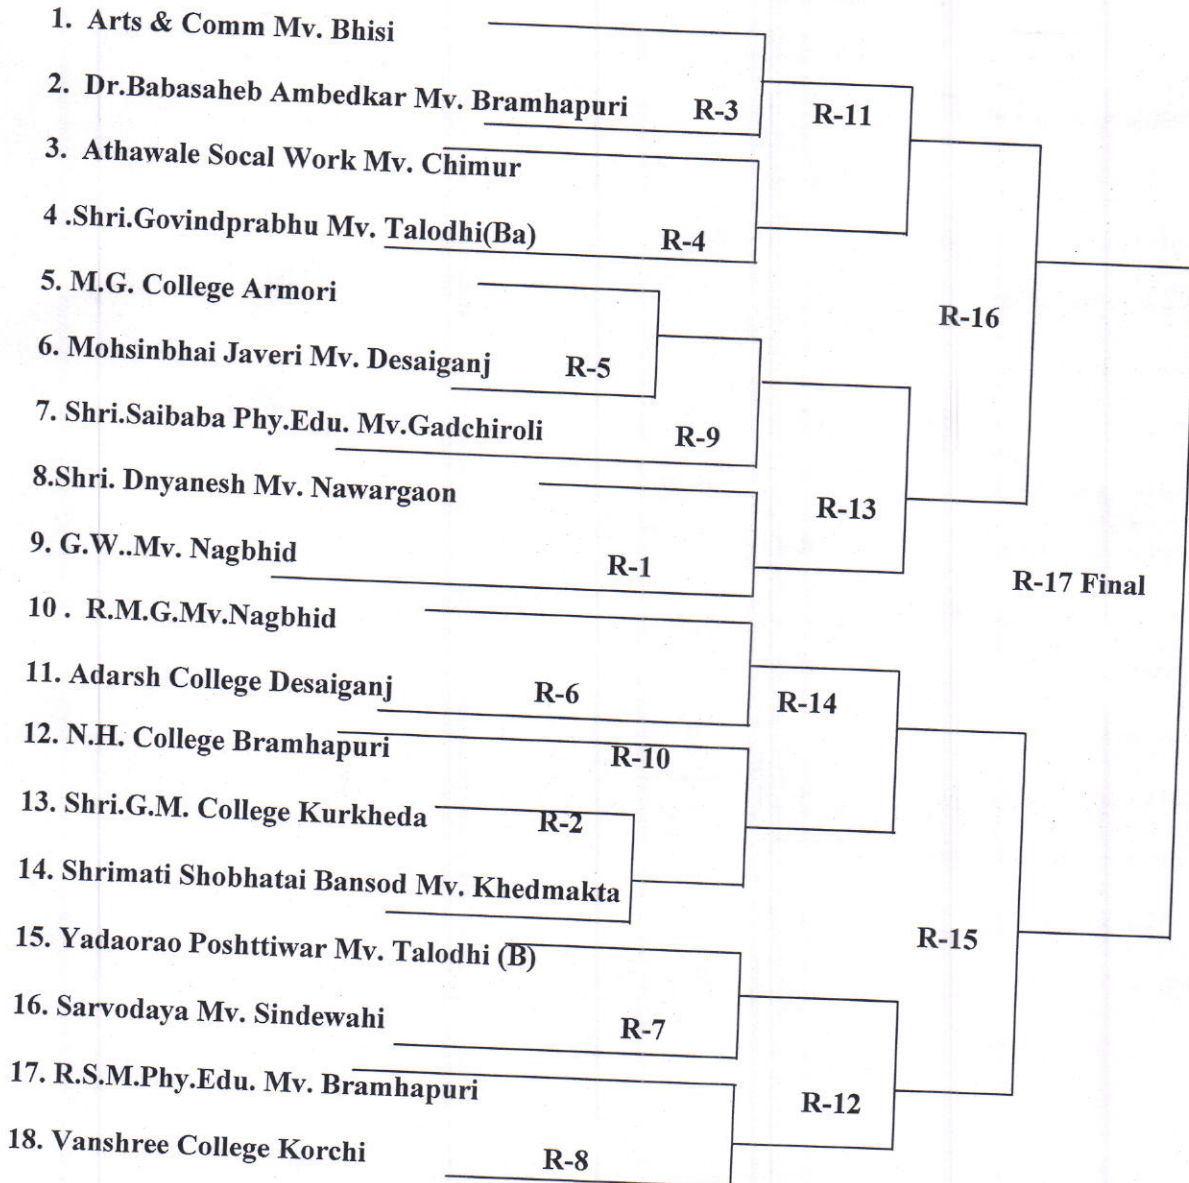 1. Arts & Comm Mv. Bhisi
2. Dr.Babasaheb Ambedkar Mv. Bramhapuri R-3 R-11
3. Athawale Socal Work Mv. Chimur
4 .Shri.Govindprabhu Mv. Talodhi(Ba) R-4
5. M.G. College Armori
R-16
6. Mohsinbhai Javeri Mv. Desaiganj R-5
7. Shri.Saibaba Phy.Edu. Mv.Gadchiroli R-9
8.Shri. Dnyanesh Mv. Nawargaon R-13
9. G.W..Mv. Nagbhid R-1
R-17 Final
10 . R.M.G.Mv.Nagbhid
11. Adarsh College Desaiganj R-6 R-14
12. N.H. College Bramhapuri R-10
13. Shri.G.M. College Kurkheda R-2
14. Shrimati Shobhatai Bansod Mv. Khedmakta
15. Yadaorao Poshttiwar Mv. Talodhi (B) R-15
16. Sarvodaya Mv. Sindewahi R-7
17. R.S.M.Phy.Edu. Mv. Bramhapuri R-12
18. Vanshree College Korchi R-8